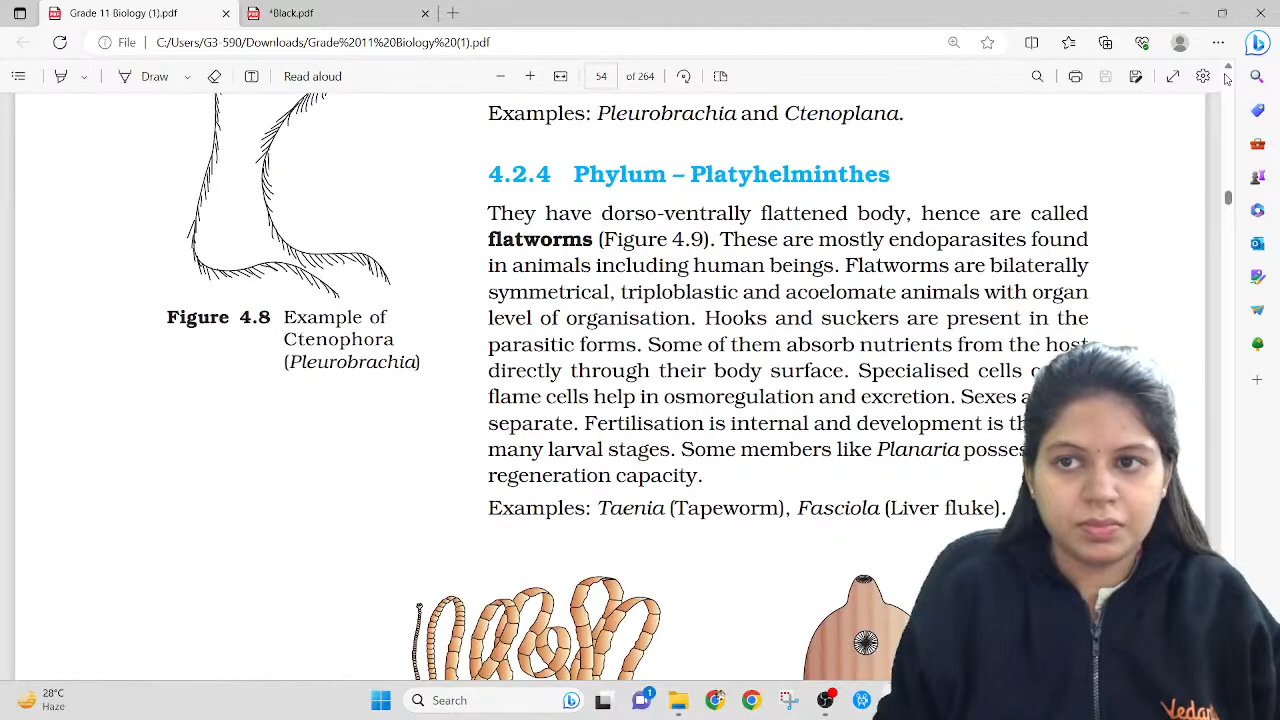 Grade 11 Biology (1).pdf
*Black.pdf
File
C:/Users/G3-590/Downloads/Grade%2011%20Biology%20(1).pdf
Draw
Read aloud
54 of 264
Examples: Pleurobrachia and Ctenoplana.
4.2.4 Phylum – Platyhelminthes
They have dorso-ventrally flattened body, hence are called
flatworms (Figure 4.9). These are mostly endoparasites found
in animals including human beings. Flatworms are bilaterally
symmetrical, triploblastic and acoelomate animals with organ
level of organisation. Hooks and suckers are present in the
parasitic forms. Some of them absorb nutrients from the host
directly through their body surface. Specialised cells
flame cells help in osmoregulation and excretion. Sexes
separate. Fertilisation is internal and development is
many larval stages. Some members like Planaria
regeneration capacity.
Examples: Taenia (Tapeworm), Fasciola (Liver fluke).
Figure 4.8 Example of
Ctenophora
(Pleurobrachia)
28°C
Haze
Search
1